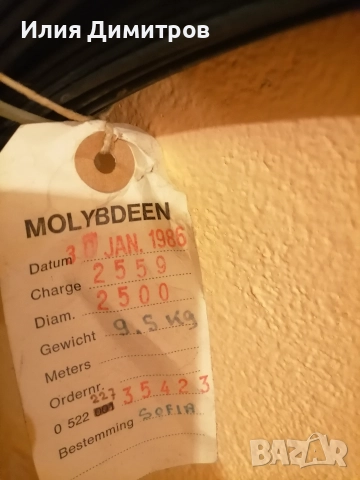 Илия Димитров
MOLYBDEEN
Datum 30 JAN. 1986
Charge 2559
Diam. 2500
Gewicht 9.5 Kg
Meters
Ordernr. 35423
0 522 227
Bestemming SOFIA
BAZAR